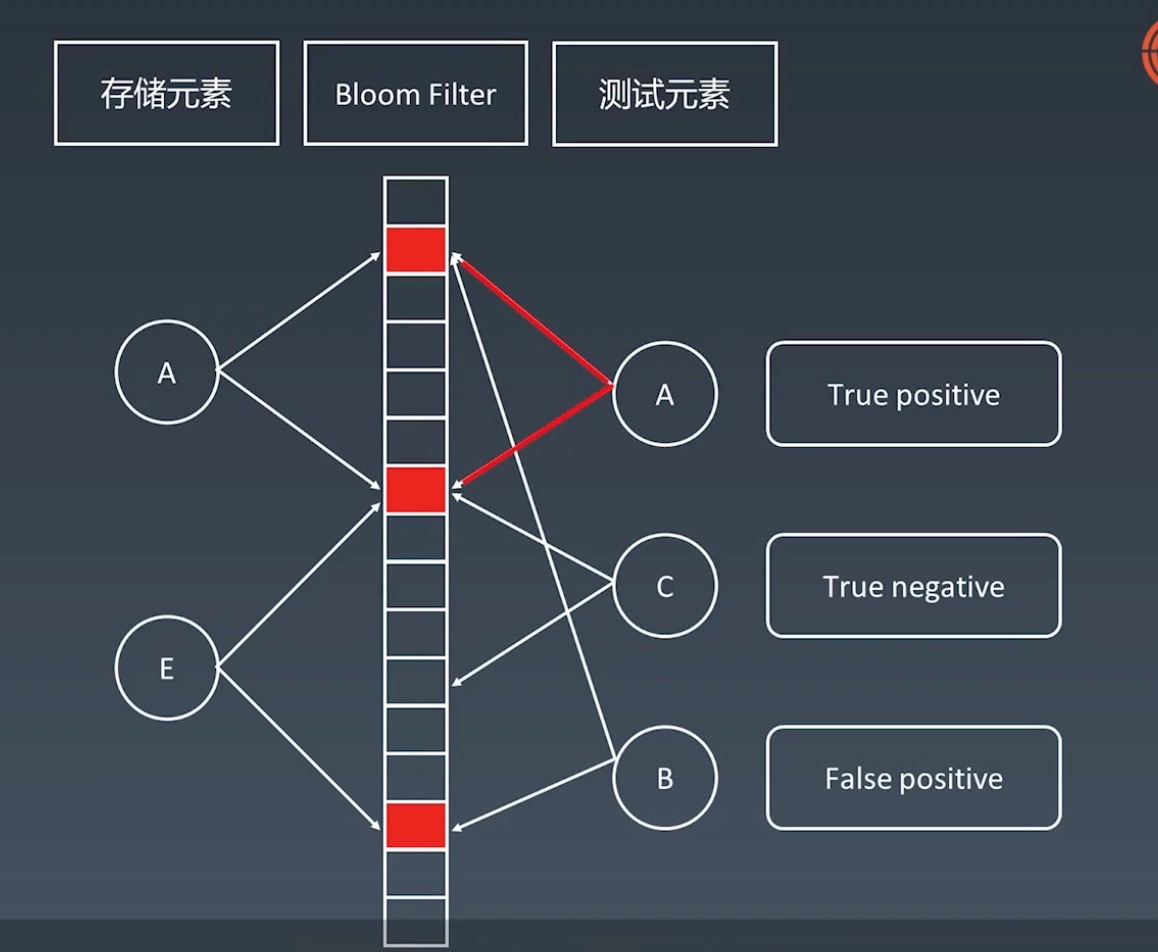 存储元素
Bloom Filter
测试元素
A
A
True positive
C
True negative
E
B
False positive